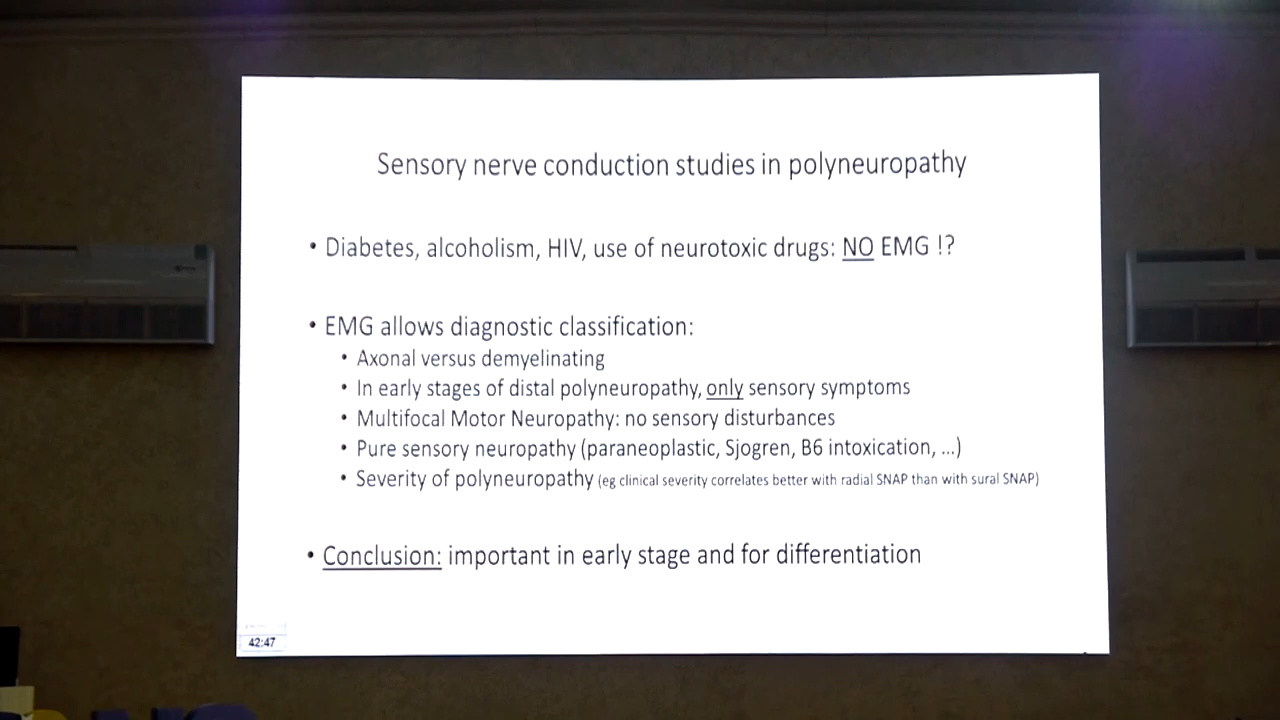 Sensory nerve conduction studies in polyneuropathy
• Diabetes, alcoholism, HIV, use of neurotoxic drugs: NO EMG !?
• EMG allows diagnostic classification:
• Axonal versus demyelinating
• In early stages of distal polyneuropathy, only sensory symptoms
• Multifocal Motor Neuropathy: no sensory disturbances
• Pure sensory neuropathy (paraneoplastic, Sjogren, B6 intoxication, ...)
• Severity of polyneuropathy (eg clinical severity correlates better with radial SNAP than with sural SNAP)
• Conclusion: important in early stage and for differentiation
42:47